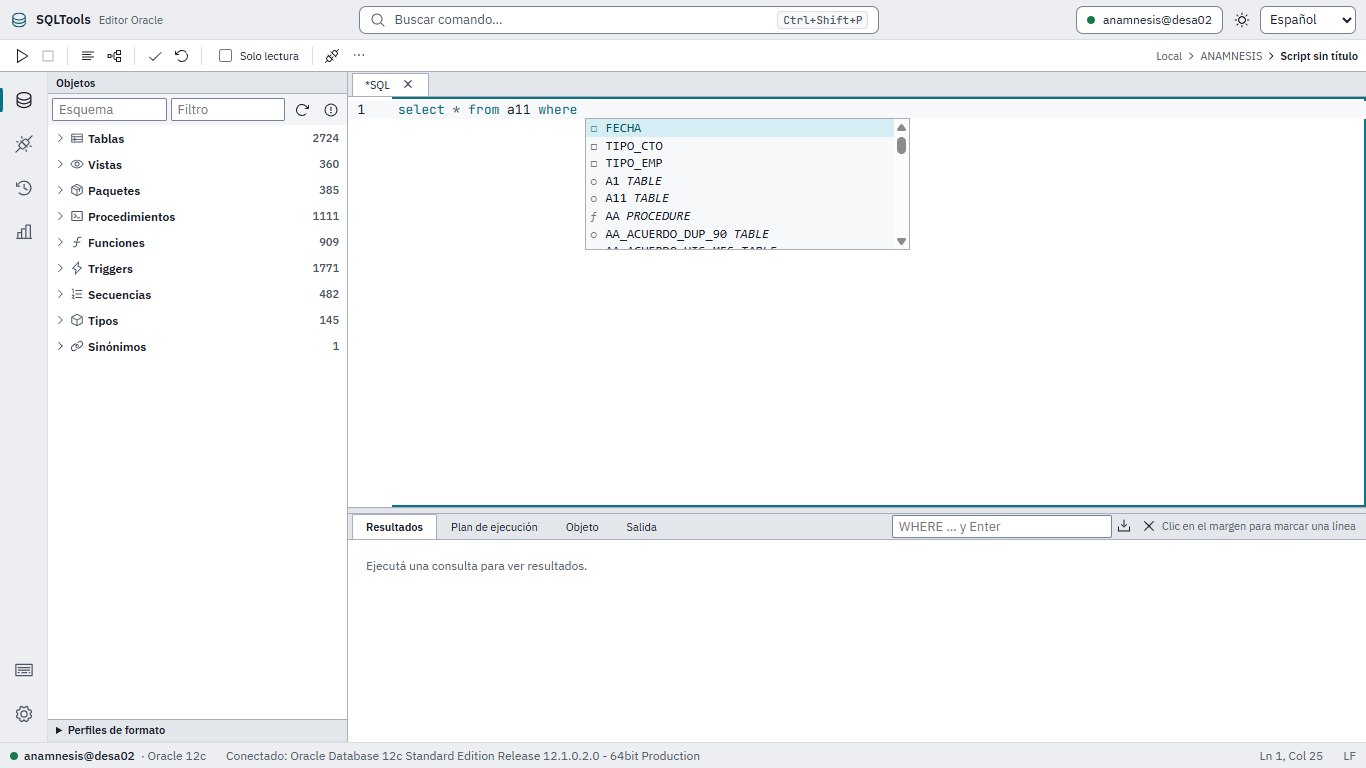 SQLTools Editor Oracle Buscar comando... Ctrl+Shift+P anamnesis@desa02 Español
Solo lectura ... Local > ANAMNESIS > Script sin título
Objetos
Esquema Filtro
Tablas 2724
Vistas 360
Paquetes 385
Procedimientos 1111
Funciones 909
Triggers 1771
Secuencias 482
Tipos 145
Sinónimos 1
Perfiles de formato
*SQL
1 select * from a11 where
FECHA
TIPO_CTO
TIPO_EMP
A1 TABLE
A11 TABLE
AA PROCEDURE
AA_ACUERDO_DUP_90 TABLE
Resultados Plan de ejecución Objeto Salida WHERE ... y Enter Clic en el margen para marcar una línea
Ejecutá una consulta para ver resultados.
anamnesis@desa02 · Oracle 12c Conectado: Oracle Database 12c Standard Edition Release 12.1.0.2.0 - 64bit Production Ln 1, Col 25 LF